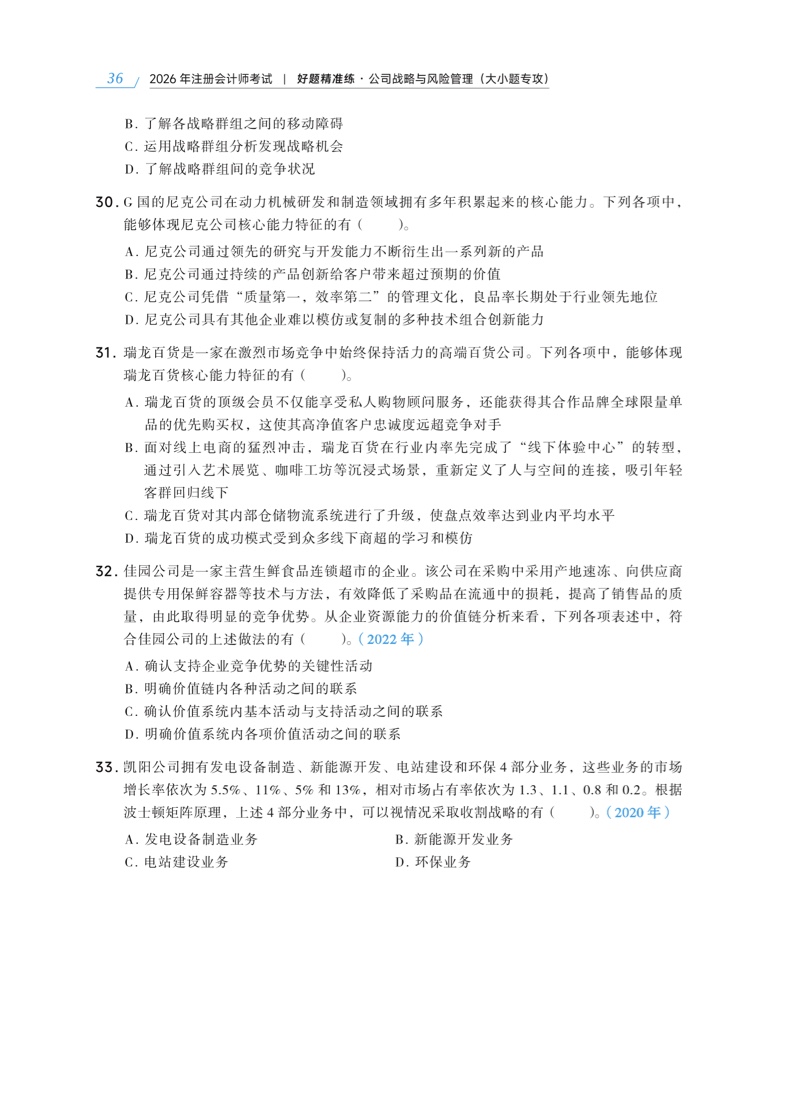 36 2026 年注册会计师考试 | 好题精准练·公司战略与风险管理（大小题专攻）
B. 了解各战略群组之间的移动障碍
C. 运用战略群组分析发现战略机会
D. 了解战略群组间的竞争状况
30. G 国的尼克公司在动力机械研发和制造领域拥有多年积累起来的核心能力。下列各项中，
能够体现尼克公司核心能力特征的有（　　）。
A. 尼克公司通过领先的研究与开发能力不断衍生出一系列新的产品
B. 尼克公司通过持续的产品创新给客户带来超过预期的价值
C. 尼克公司凭借“质量第一，效率第二”的管理文化，良品率长期处于行业领先地位
D. 尼克公司具有其他企业难以模仿或复制的多种技术组合创新能力
31. 瑞龙百货是一家在激烈市场竞争中始终保持活力的高端百货公司。下列各项中，能够体现
瑞龙百货核心能力特征的有（　　）。
A. 瑞龙百货的顶级会员不仅能享受私人购物顾问服务，还能获得其合作品牌全球限量单
品的优先购买权，这使其高净值客户忠诚度远超竞争对手
B. 面对线上电商的猛烈冲击，瑞龙百货在行业内率先完成了“线下体验中心”的转型，
通过引入艺术展览、咖啡工坊等沉浸式场景，重新定义了人与空间的连接，吸引年轻
客群回归线下
C. 瑞龙百货对其内部仓储物流系统进行了升级，使盘点效率达到业内平均水平
D. 瑞龙百货的成功模式受到众多线下商超的学习和模仿
32. 佳园公司是一家主营生鲜食品连锁超市的企业。该公司在采购中采用产地速冻、向供应商
提供专用保鲜容器等技术与方法，有效降低了采购品在流通中的损耗，提高了销售品的质
量，由此取得明显的竞争优势。从企业资源能力的价值链分析来看，下列各项表述中，符
合佳园公司的上述做法的有（　　）。（2022 年）
A. 确认支持企业竞争优势的关键性活动
B. 明确价值链内各种活动之间的联系
C. 确认价值系统内基本活动与支持活动之间的联系
D. 明确价值系统内各项价值活动之间的联系
33. 凯阳公司拥有发电设备制造、新能源开发、电站建设和环保 4 部分业务，这些业务的市场
增长率依次为 5.5%、11%、5% 和 13%，相对市场占有率依次为 1.3、1.1、0.8 和 0.2。根据
波士顿矩阵原理，上述 4 部分业务中，可以视情况采取收割战略的有（　　）。（2020 年）
A. 发电设备制造业务 B. 新能源开发业务
C. 电站建设业务 D. 环保业务